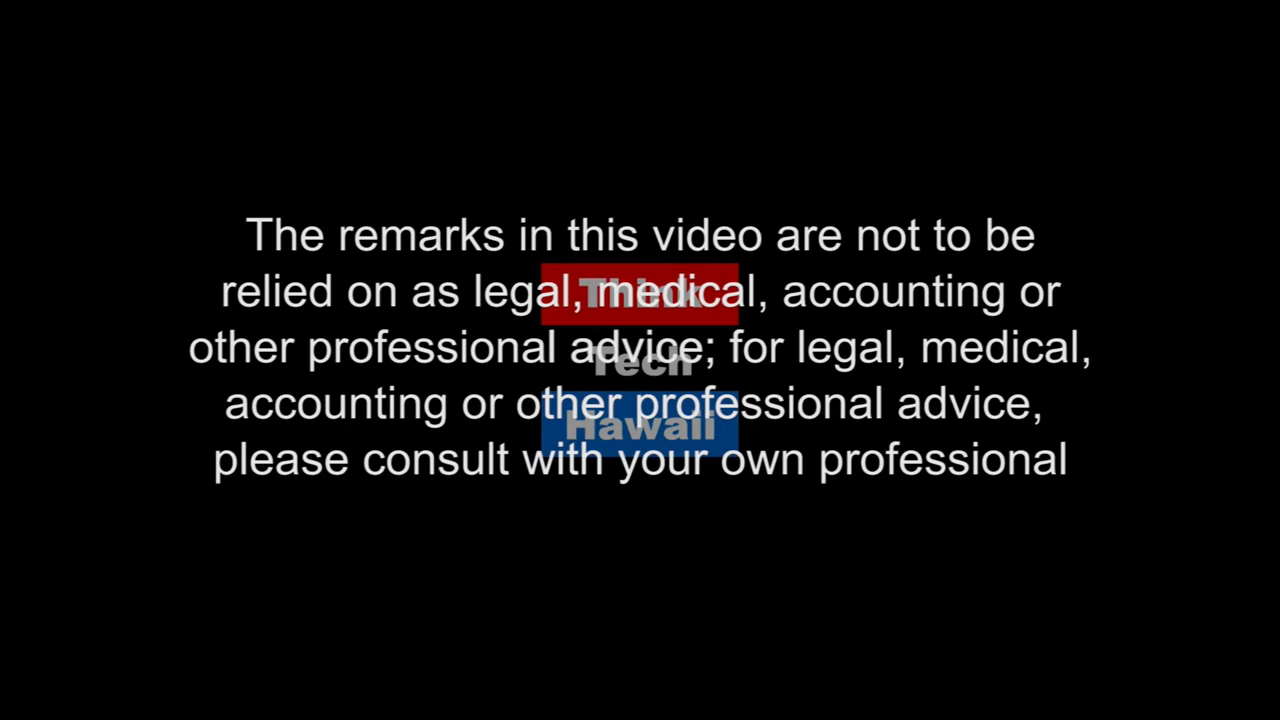 The remarks in this video are not to be
relied on as legal, medical, accounting or
other professional advice; for legal, medical,
accounting or other professional advice,
please consult with your own professional
Think
Tech
Hawaii